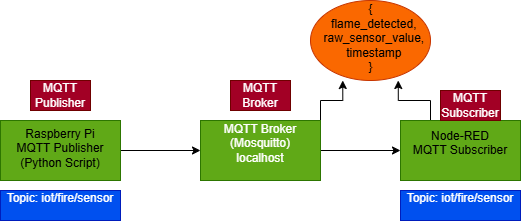 {
flame_detected,
raw_sensor_value,
timestamp
}
MQTT
Publisher
MQTT
Broker
MQTT
Subscriber
Raspberry Pi
MQTT Publisher
(Python Script)
MQTT Broker
(Mosquitto)
localhost
Node-RED
MQTT Subscriber
Topic: iot/fire/sensor
Topic: iot/fire/sensor